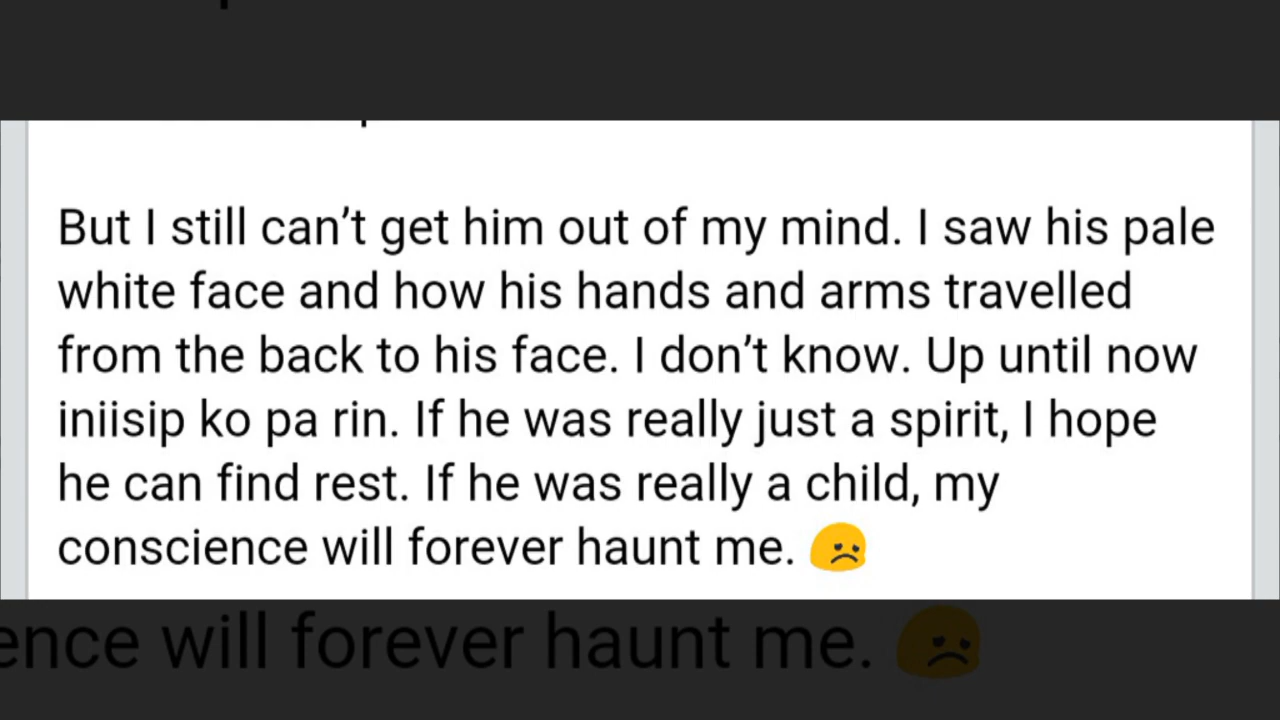 But I still can’t get him out of my mind. I saw his pale
white face and how his hands and arms travelled
from the back to his face. I don’t know. Up until now
iniisip ko pa rin. If he was really just a spirit, I hope
he can find rest. If he was really a child, my
conscience will forever haunt me. 😞
ence will forever haunt me. 😞